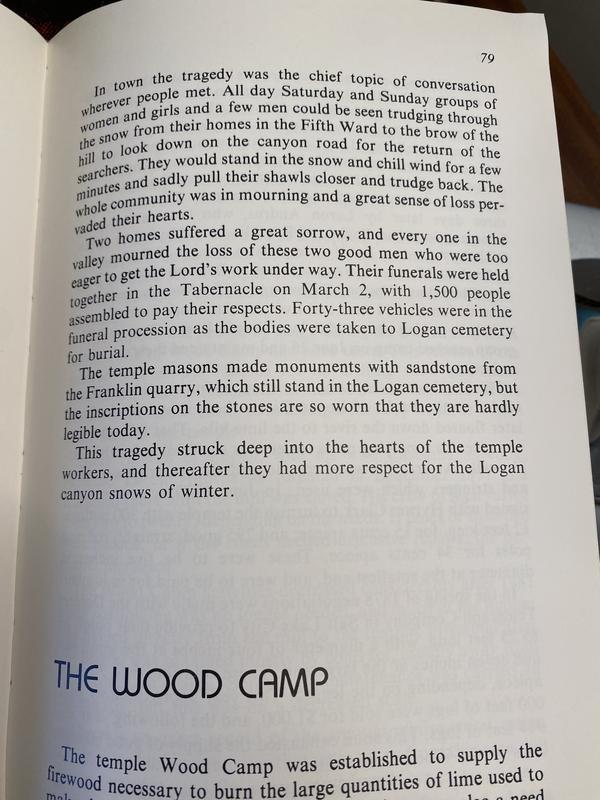 79
In town the tragedy was the chief topic of conversation
wherever people met. All day Saturday and Sunday groups of
women and girls and a few men could be seen trudging through
the snow from their homes in the Fifth Ward to the brow of the
hill to look down on the canyon road for the return of the
searchers. They would stand in the snow and chill wind for a few
minutes and sadly pull their shawls closer and trudge back. The
whole community was in mourning and a great sense of loss per-
vaded their hearts.
Two homes suffered a great sorrow, and every one in the
valley mourned the loss of these two good men who were too
eager to get the Lord's work under way. Their funerals were held
together in the Tabernacle on March 2, with 1,500 people
assembled to pay their respects. Forty-three vehicles were in the
funeral procession as the bodies were taken to Logan cemetery
for burial.
The temple masons made monuments with sandstone from
the Franklin quarry, which still stand in the Logan cemetery, but
the inscriptions on the stones are so worn that they are hardly
legible today.
This tragedy struck deep into the hearts of the temple
workers, and thereafter they had more respect for the Logan
canyon snows of winter.
THE WOOD CAMP
The temple Wood Camp was established to supply the
firewood necessary to burn the large quantities of lime used to
a need